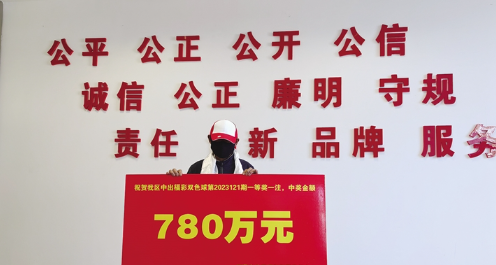 公平 公正 公开 公信
诚信 公正 廉明 守规
责任 新 品牌 服务
祝贺我区中出福彩双色球第2023121期一等奖一注，中奖金额
780万元